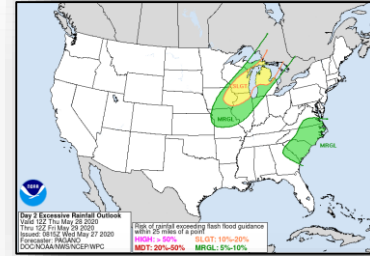 SLGT
MRGL
MRGL
NOAA
Day 2 Excessive Rainfall Outlook
Valid 12Z Thu May 28 2020
Thru 12Z Fri May 29 2020
Issued: 0815Z Wed May 27 2020
Forecaster: PAGANO
DOC/NOAA/NWS/NCEP/WPC
Risk of rainfall exceeding flash flood guidance
within 25 miles of a point
HIGH: > 50% SLGT: 10%-20%
MDT: 20%-50% MRGL: 5%-10%